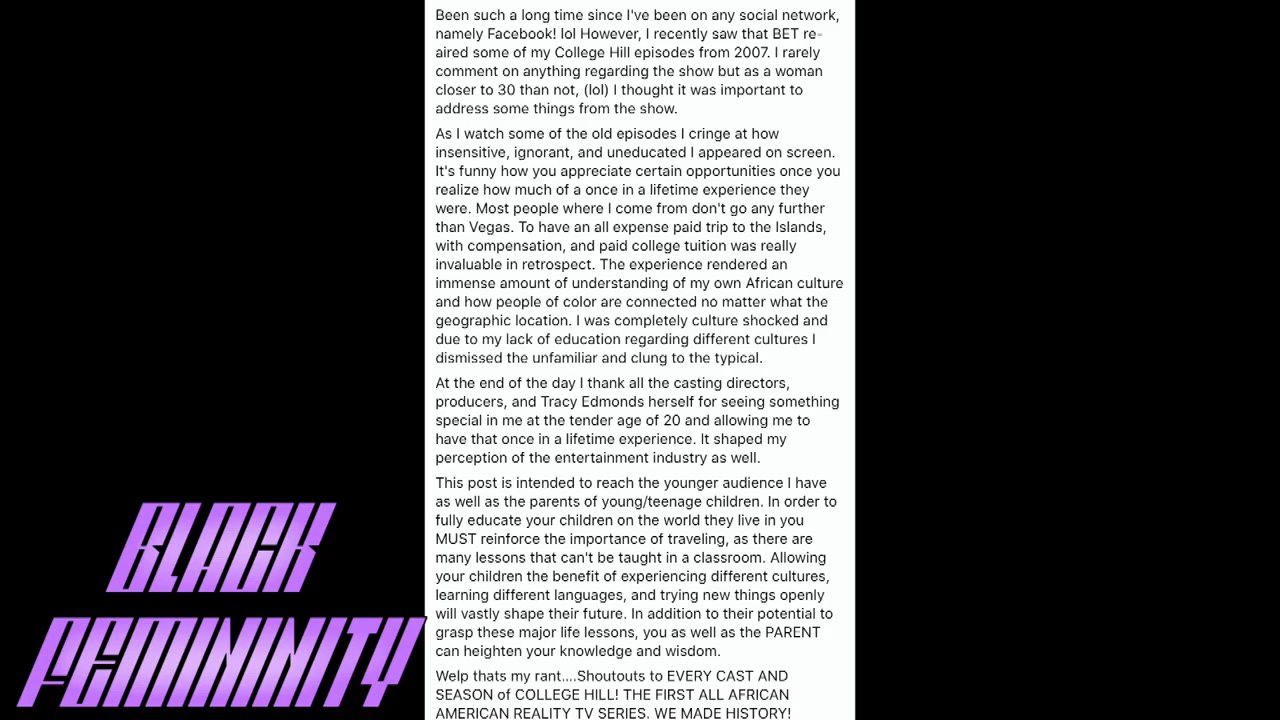 Been such a long time since I've been on any social network,
namely Facebook! lol However, I recently saw that BET re-
aired some of my College Hill episodes from 2007. I rarely
comment on anything regarding the show but as a woman
closer to 30 than not, (lol) I thought it was important to
address some things from the show.
As I watch some of the old episodes I cringe at how
insensitive, ignorant, and uneducated I appeared on screen.
It's funny how you appreciate certain opportunities once you
realize how much of a once in a lifetime experience they
were. Most people where I come from don't go any further
than Vegas. To have an all expense paid trip to the Islands,
with compensation, and paid college tuition was really
invaluable in retrospect. The experience rendered an
immense amount of understanding of my own African culture
and how people of color are connected no matter what the
geographic location. I was completely culture shocked and
due to my lack of education regarding different cultures I
dismissed the unfamiliar and clung to the typical.
At the end of the day I thank all the casting directors,
producers, and Tracy Edmonds herself for seeing something
special in me at the tender age of 20 and allowing me to
have that once in a lifetime experience. It shaped my
perception of the entertainment industry as well.
This post is intended to reach the younger audience I have
as well as the parents of young/teenage children. In order to
fully educate your children on the world they live in you
MUST reinforce the importance of traveling, as there are
many lessons that can't be taught in a classroom. Allowing
your children the benefit of experiencing different cultures,
learning different languages, and trying new things openly
will vastly shape their future. In addition to their potential to
grasp these major life lessons, you as well as the PARENT
can heighten your knowledge and wisdom.
Welp thats my rant....Shoutouts to EVERY CAST AND
SEASON of COLLEGE HILL! THE FIRST ALL AFRICAN
AMERICAN REALITY TV SERIES. WE MADE HISTORY!
BLACK
FEMININITY